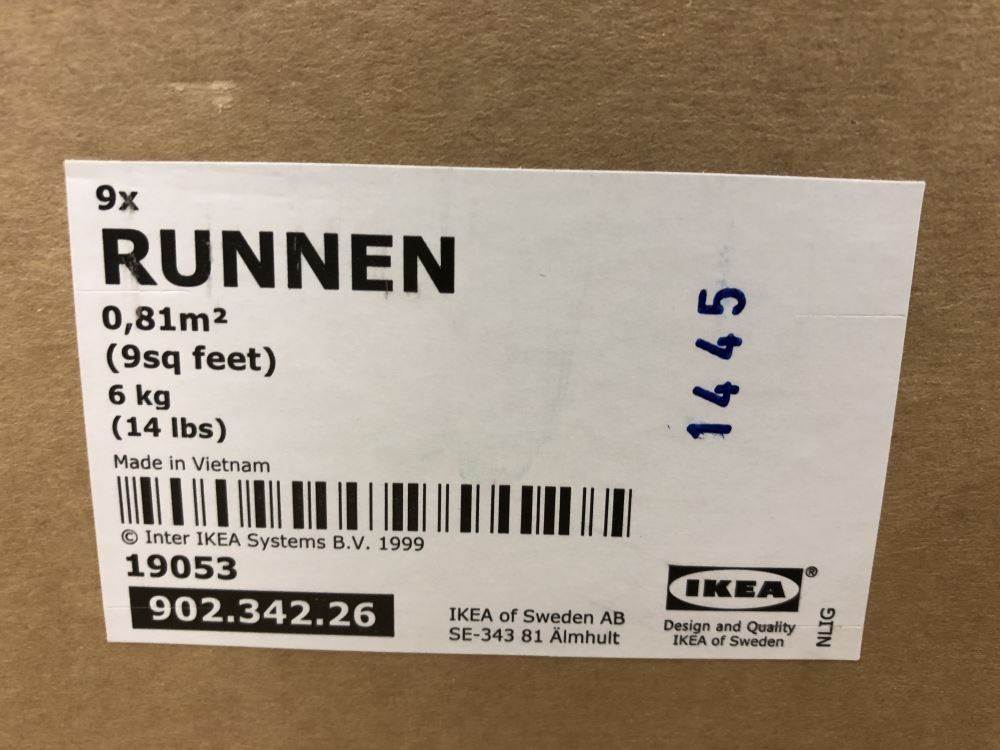 9x
RUNNEN
0,81m²
(9sq feet)
6 kg
(14 lbs)
Made in Vietnam
© Inter IKEA Systems B.V. 1999
19053
902.342.26
IKEA of Sweden AB
SE-343 81 Älmhult
1445
IKEA®
Design and Quality
IKEA of Sweden
NLIG